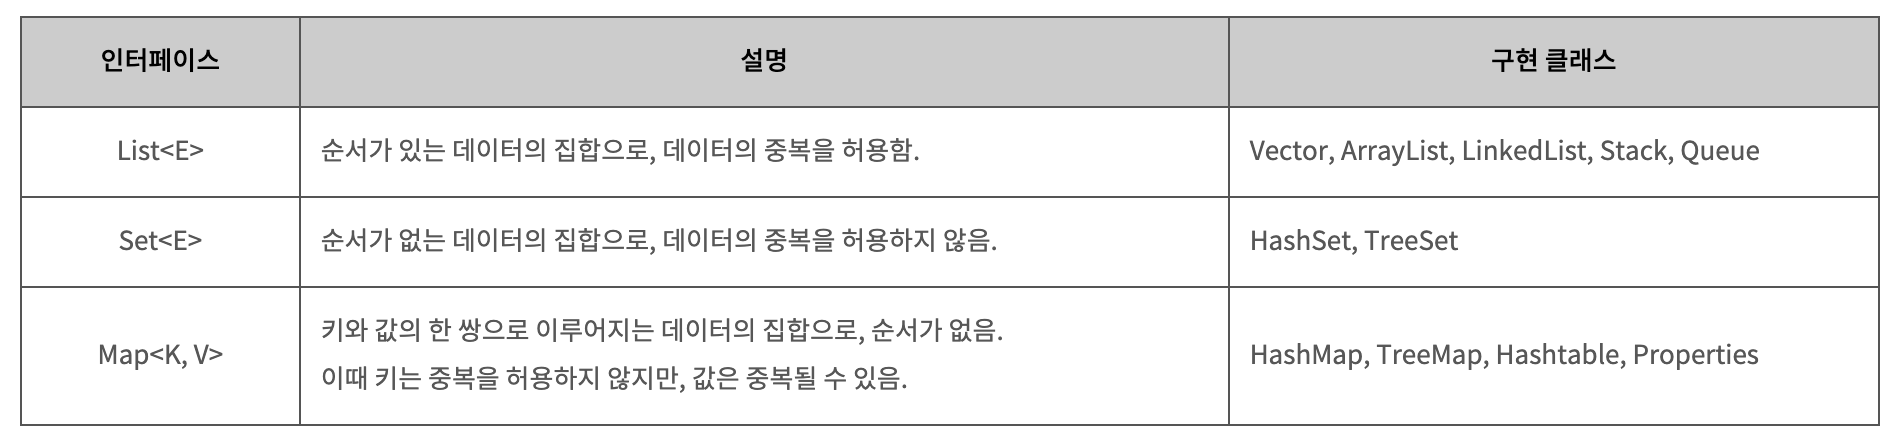 인터페이스 설명 구현 클래스
List<E> 순서가 있는 데이터의 집합으로, 데이터의 중복을 허용함. Vector, ArrayList, LinkedList, Stack, Queue
Set<E> 순서가 없는 데이터의 집합으로, 데이터의 중복을 허용하지 않음. HashSet, TreeSet
Map<K, V> 키와 값의 한 쌍으로 이루어지는 데이터의 집합으로, 순서가 없음.
이때 키는 중복을 허용하지 않지만, 값은 중복될 수 있음. HashMap, TreeMap, Hashtable, Properties